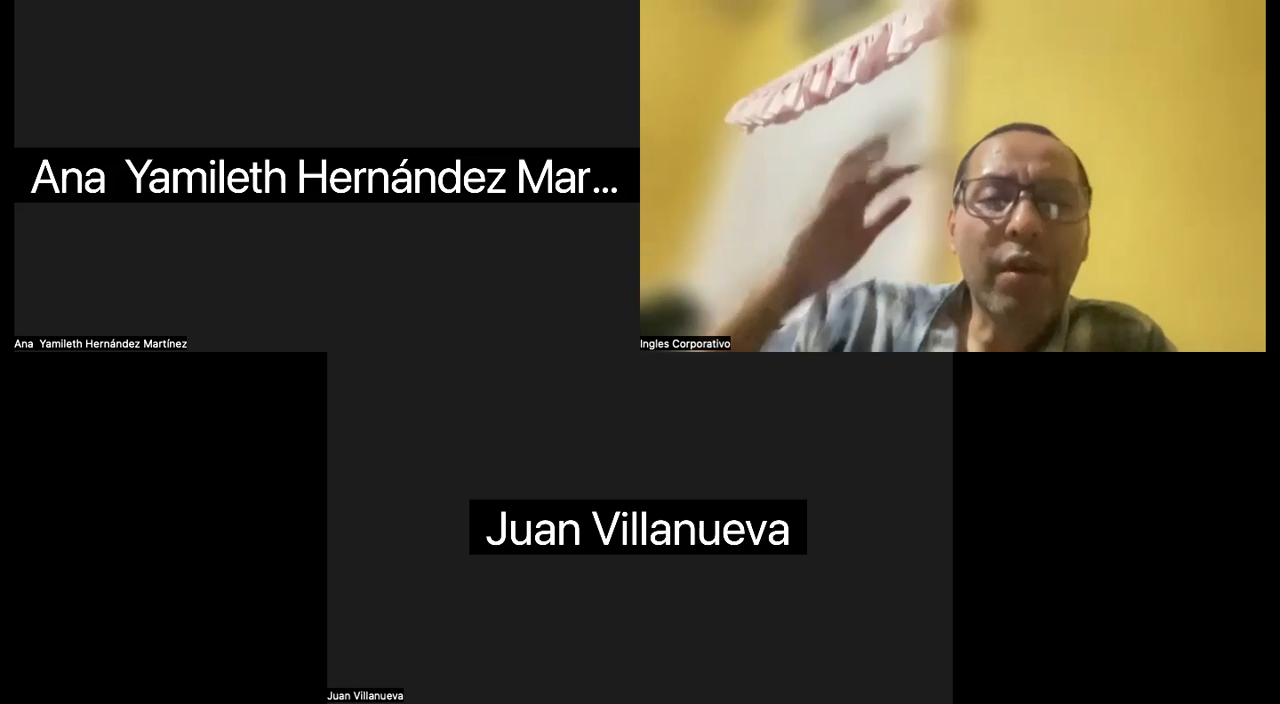 Ana  Yamileth Hernández Mar...
Ana  Yamileth Hernández Martínez
Ingles Corporativo
Juan Villanueva
Juan Villanueva